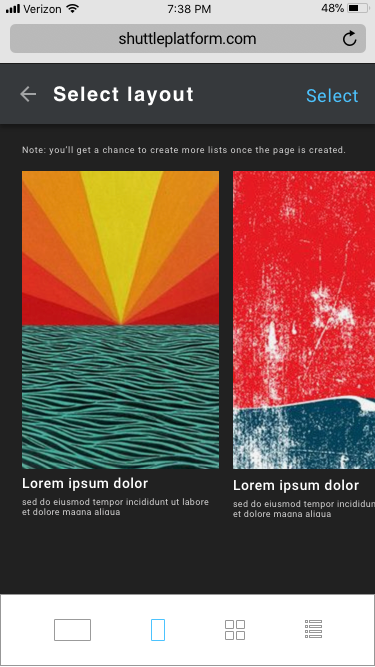 Verizon 7:38 PM 48%
shuttleplatform.com
Select layout Select
Note: you'll get a chance to create more lists once the page is created.
Lorem ipsum dolor
sed do eiusmod tempor incididunt ut labore
et dolore magna aliqua
Lorem ipsum dolor
sed do eiusmod tempor incididun
et dolore magna aliqua